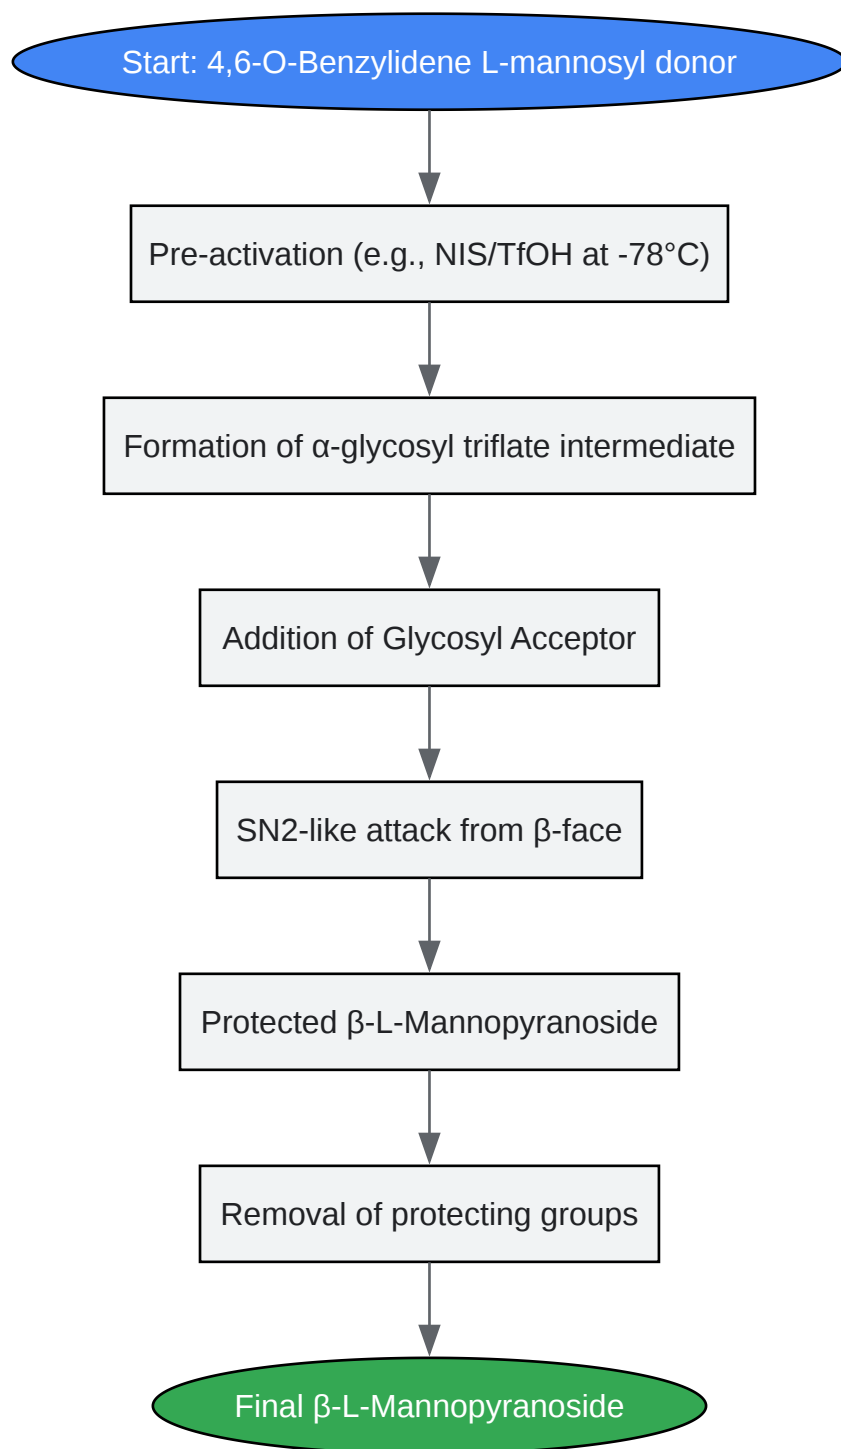 Start: 4,6-O-Benzylidene L-mannosyl donor
Pre-activation (e.g., NIS/TfOH at -78°C)
Formation of α-glycosyl triflate intermediate
Addition of Glycosyl Acceptor
SN2-like attack from β-face
Protected β-L-Mannopyranoside
Removal of protecting groups
Final β-L-Mannopyranoside